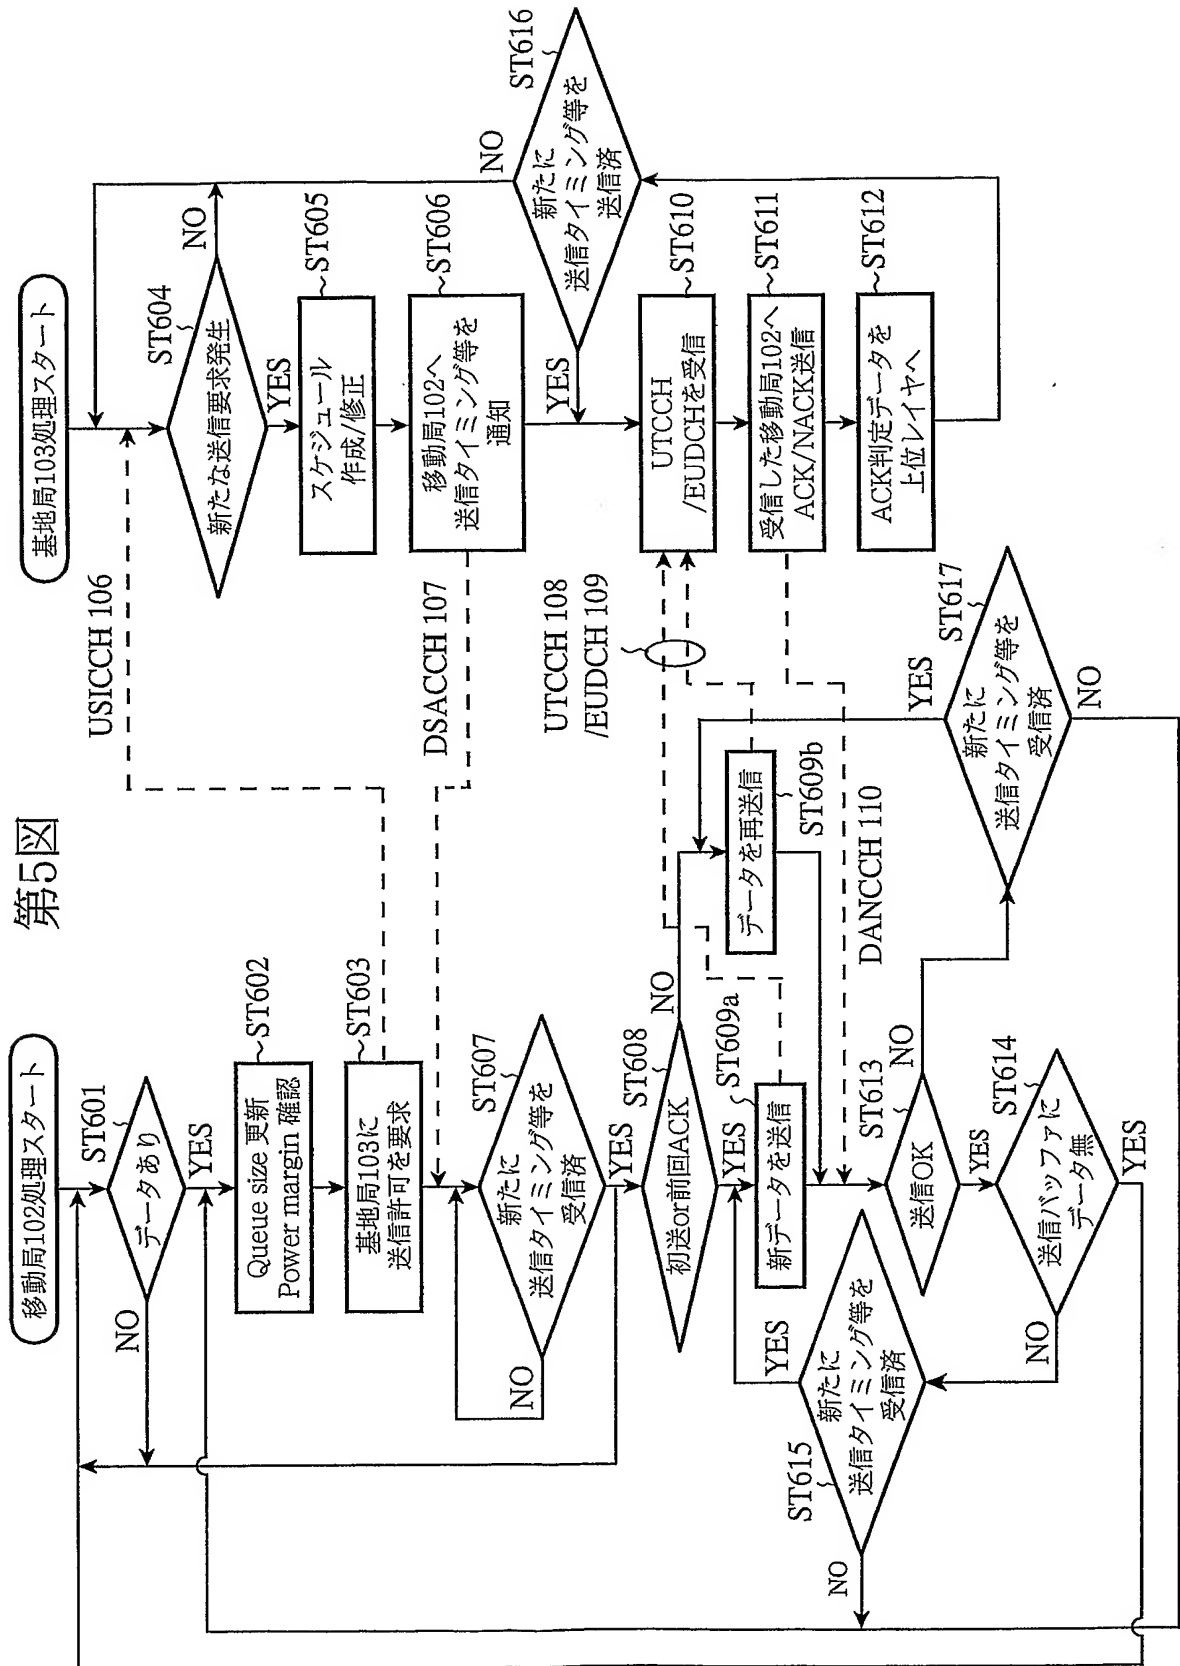 第5図
移動局102処理スタート
ST601
データあり
NO
YES
ST602
Queue size 更新
Power margin 確認
ST603
基地局103に
送信許可を要求
ST607
新たに
送信タイミング等を
受信済
NO
YES
ST608
初送or前回ACK
NO
YES
ST609a
新データを送信
データを再送信
ST609b
ST613
送信OK
NO
YES
ST614
送信バッファに
データ無
NO
YES
ST615
新たに
送信タイミング等を
受信済
YES
NO
ST617
新たに
送信タイミング等を
受信済
YES
NO
USICCH 106
DSACCH 107
UTCCH 108
/EUDCH 109
DANCCH 110
基地局103処理スタート
ST604
新たな送信要求発生
NO
YES
ST605
スケジュール
作成/修正
ST606
移動局102へ
送信タイミング等を
通知
ST616
新たに
送信タイミング等を
送信済
NO
YES
ST610
UTCCH
/EUDCHを受信
ST611
受信した移動局102へ
ACK/NACK送信
ST612
ACK判定データを
上位レイヤへ